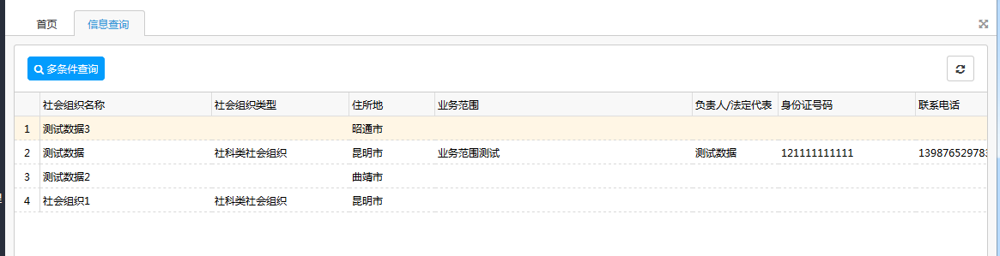 首页 信息查询
多条件查询
社会组织名称 社会组织类型 住所地 业务范围 负责人/法定代表 身份证号码 联系电话
1 测试数据3 昭通市
2 测试数据 社科类社会组织 昆明市 业务范围测试 测试数据 121111111111 13987652978
3 测试数据2 曲靖市
4 社会组织1 社科类社会组织 昆明市